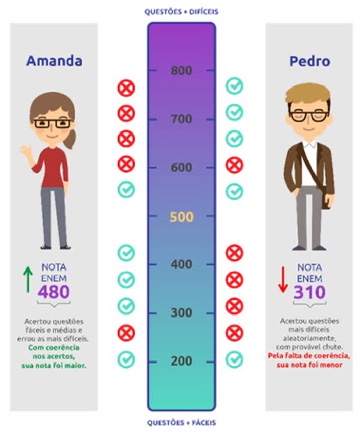 QUESTÕES + DIFÍCEIS
Amanda
Pedro
800
700
600
500
400
300
200
NOTA
ENEM
480
Acertou questões
fáceis e médias e
errou as mais difíceis.
Com coerência
nos acertos,
sua nota foi maior.
NOTA
ENEM
310
Acertou questões
mais difíceis
aleatoriamente,
com provável chute.
Pela falta de coerência,
sua nota foi menor
QUESTÕES + FÁCEIS